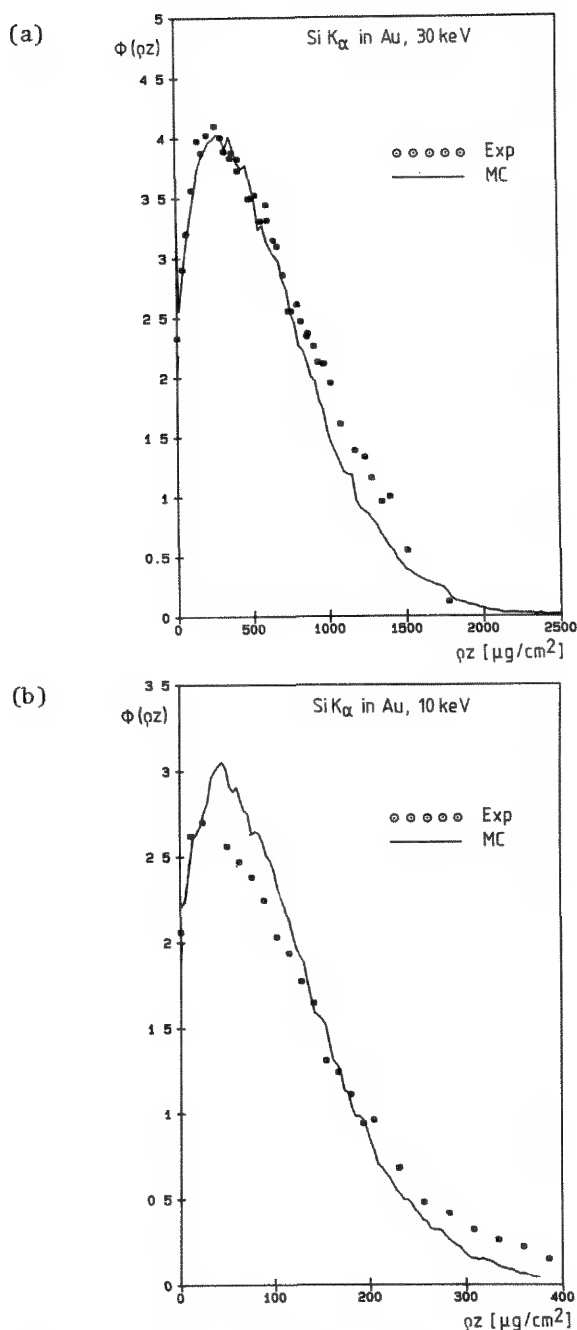 (a)
Φ(ρz)
Si Kα in Au, 30 keV
4 5
4
3 5
3
2 5
2
1 5
1
0.5
0
⊙ ⊙ ⊙ ⊙ ⊙ Exp
MC
0 500 1000 1500 2000 2500
ρz [µg/cm²]
(b)
Φ(ρz)
Si Kα in Au, 10 keV
3 5
3
2 5
2
1 5
1
0 5
0
⊙ ⊙ ⊙ ⊙ ⊙ Exp
MC
0 100 200 300 400
ρz [µg/cm²]